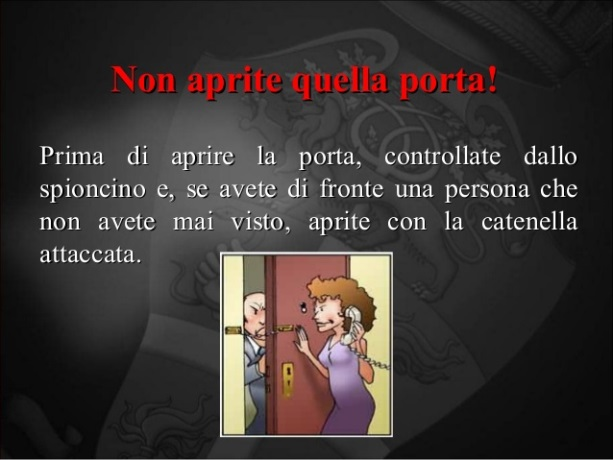 Non aprite quella porta!
Prima di aprire la porta, controllate dallo
spioncino e, se avete di fronte una persona che
non avete mai visto, aprite con la catenella
attaccata.